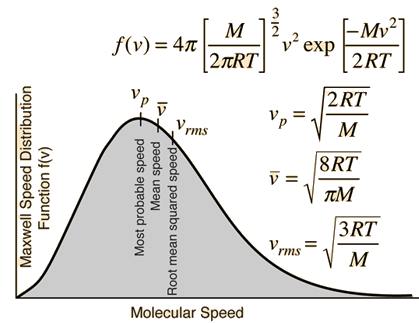 f(v) = 4π [M / 2πRT]^(3/2) v² exp [−Mv² / 2RT]
v_p v̄ v_rms
v_p = √(2RT / M)
v̄ = √(8RT / πM)
v_rms = √(3RT / M)
Maxwell Speed Distribution
Function f(v)
Most probable speed
Mean speed
Root mean squared speed
Molecular Speed